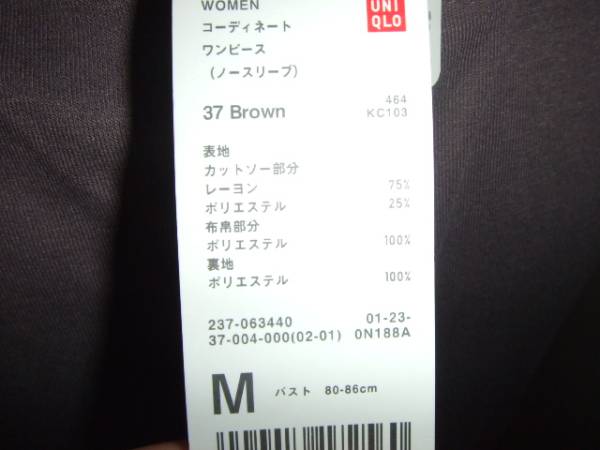 WOMEN
UNI
QLO
コーディネート
ワンピース
(ノースリーブ)
37 Brown
464
KC103
表地
カットソー部分
レーヨン 75%
ポリエステル 25%
布帛部分
ポリエステル 100%
裏地
ポリエステル 100%
237-063440 01-23-
37-004-000(02-01) 0N188A
M バスト 80-86cm